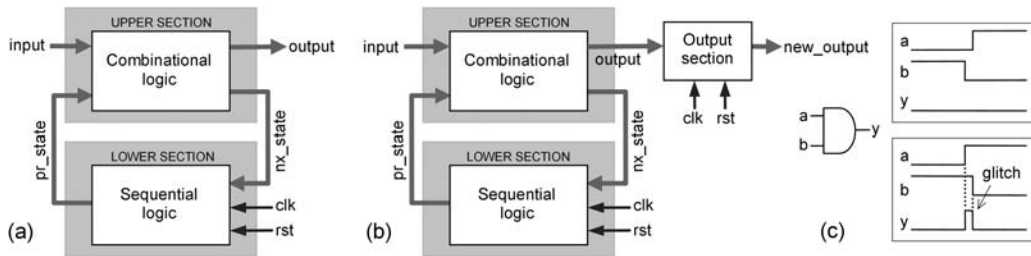 UPPER SECTION
input
Combinational
logic
output
pr_state
nx_state
LOWER SECTION
Sequential
logic
clk
rst
(a)
UPPER SECTION
input
Combinational
logic
output
Output
section
new_output
clk rst
pr_state
nx_state
LOWER SECTION
Sequential
logic
clk
rst
(b)
a
b
y
a
b
y
a
b
y
glitch
(c)